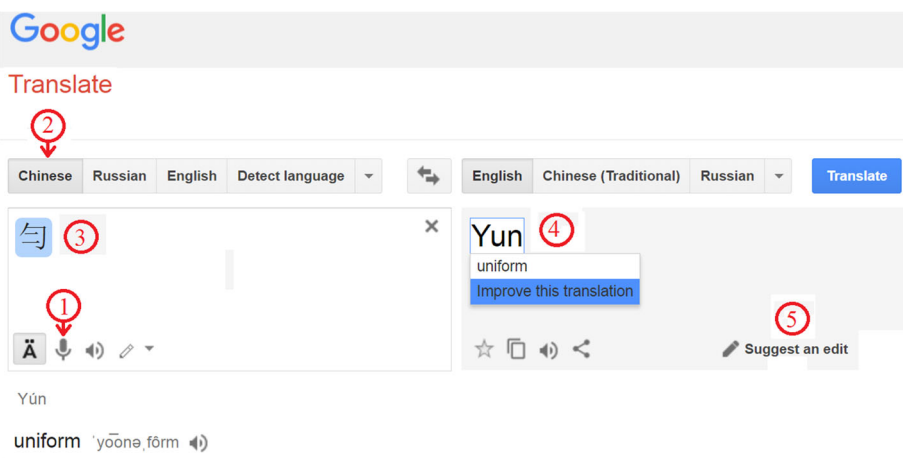 Google
Translate
2
Chinese Russian English Detect language English Chinese (Traditional) Russian Translate
匀 3 Yun 4
uniform
Improve this translation
1 5
Ä Suggest an edit
Yún
uniform ˈyo͞onəˌfôrm